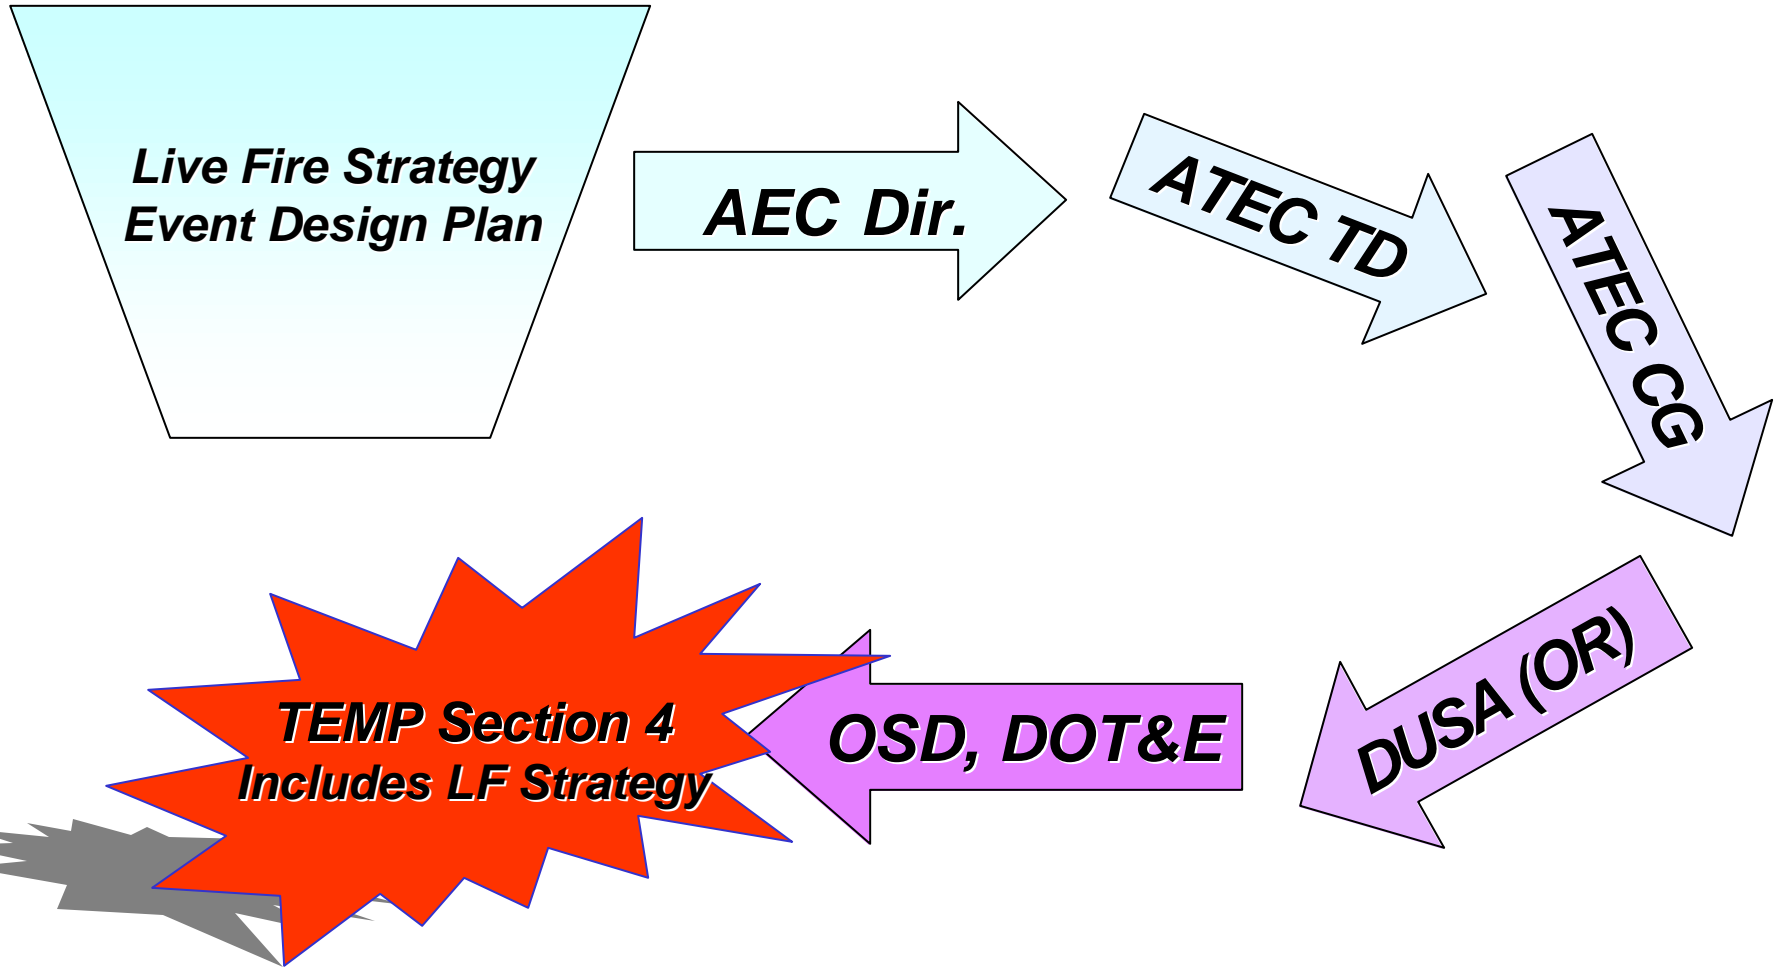 Live Fire Strategy
Event Design Plan
AEC Dir.
ATEC TD
ATEC CG
DUSA (OR)
OSD, DOT&E
TEMP Section 4
Includes LF Strategy